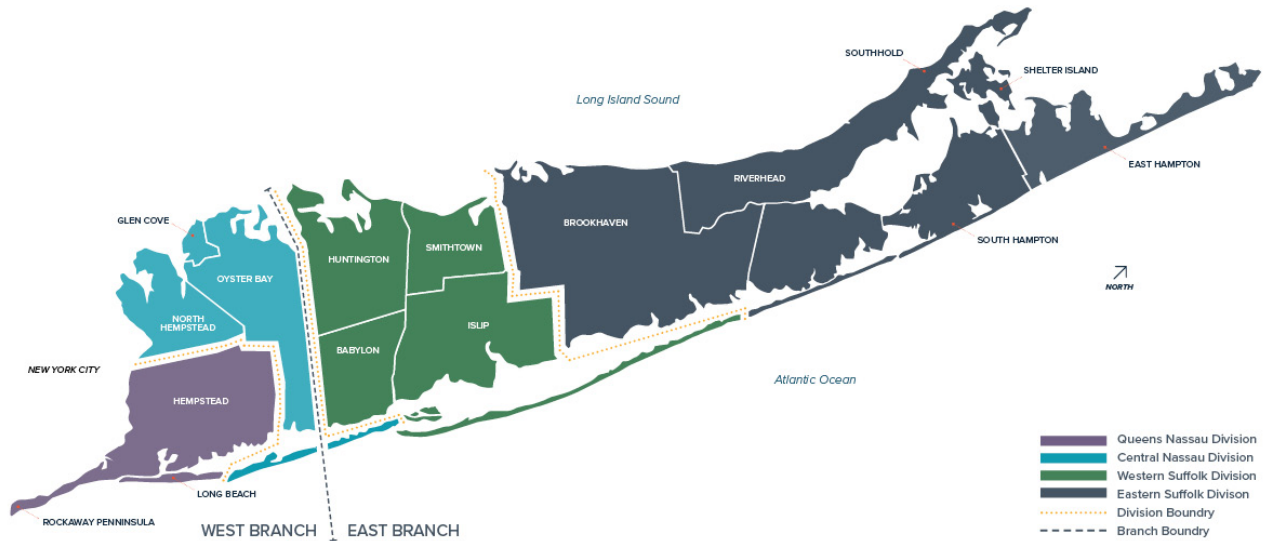 SOUTHHOLD
SHELTER ISLAND
Long Island Sound
EAST HAMPTON
RIVERHEAD
BROOKHAVEN
GLEN COVE
SOUTH HAMPTON
SMITHTOWN
HUNTINGTON
OYSTER BAY
NORTH
NORTH
HEMPSTEAD
ISLIP
BABYLON
NEW YORK CITY
Atlantic Ocean
HEMPSTEAD
LONG BEACH
ROCKAWAY PENNINSULA
WEST BRANCH
EAST BRANCH
Queens Nassau Division
Central Nassau Division
Western Suffolk Division
Eastern Suffolk Divison
Division Boundry
Branch Boundry